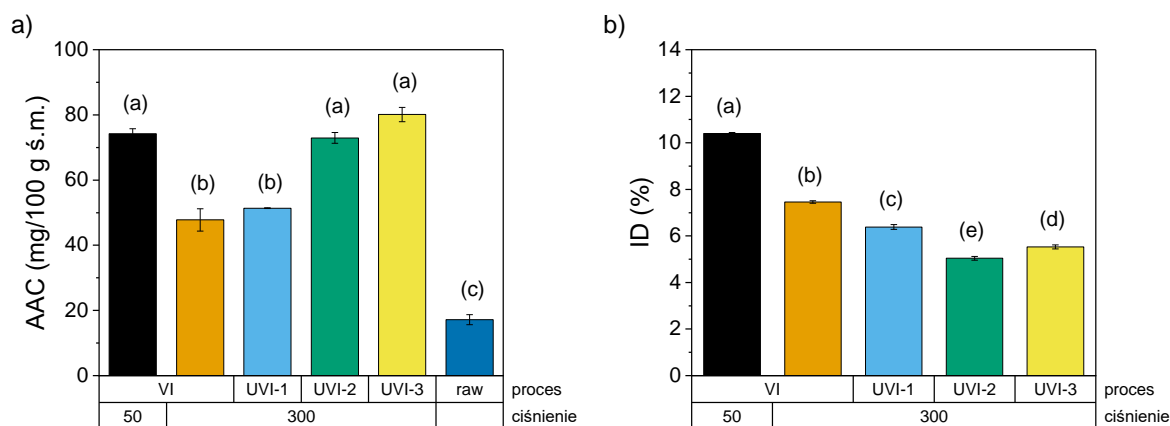 a)
AAC (mg/100 g ś.m.)
100
80
60
40
20
0
(a)
(b)
(b)
(a)
(a)
(c)
VI UVI-1 UVI-2 UVI-3 raw proces
50 300 ciśnienie
b)
ID (%)
14
12
10
8
6
4
2
0
(a)
(b)
(c)
(e)
(d)
VI UVI-1 UVI-2 UVI-3 proces
50 300 ciśnienie